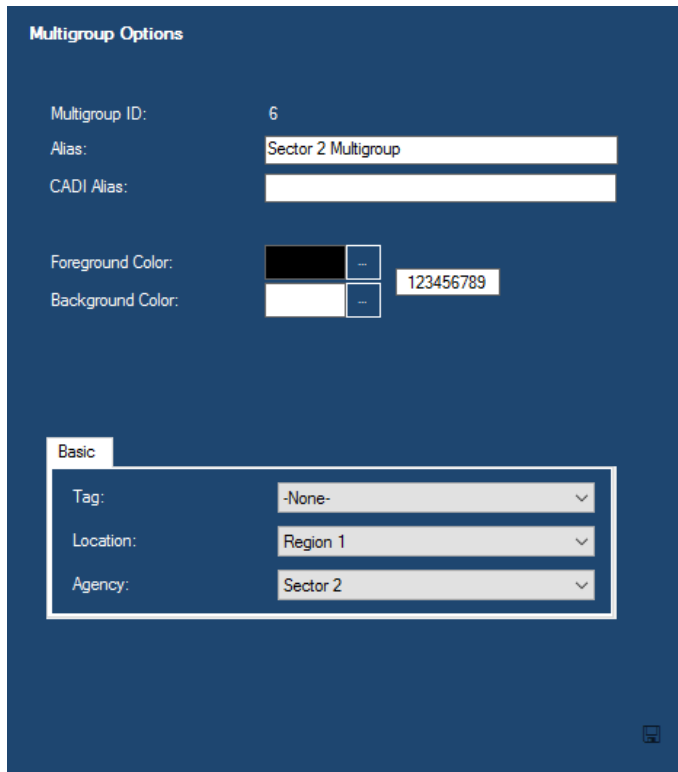 Multigroup Options
Multigroup ID: 6
Alias: Sector 2 Multigroup
CADI Alias:
Foreground Color: ...
123456789
Background Color: ...
Basic
Tag: -None-
Location: Region 1
Agency: Sector 2